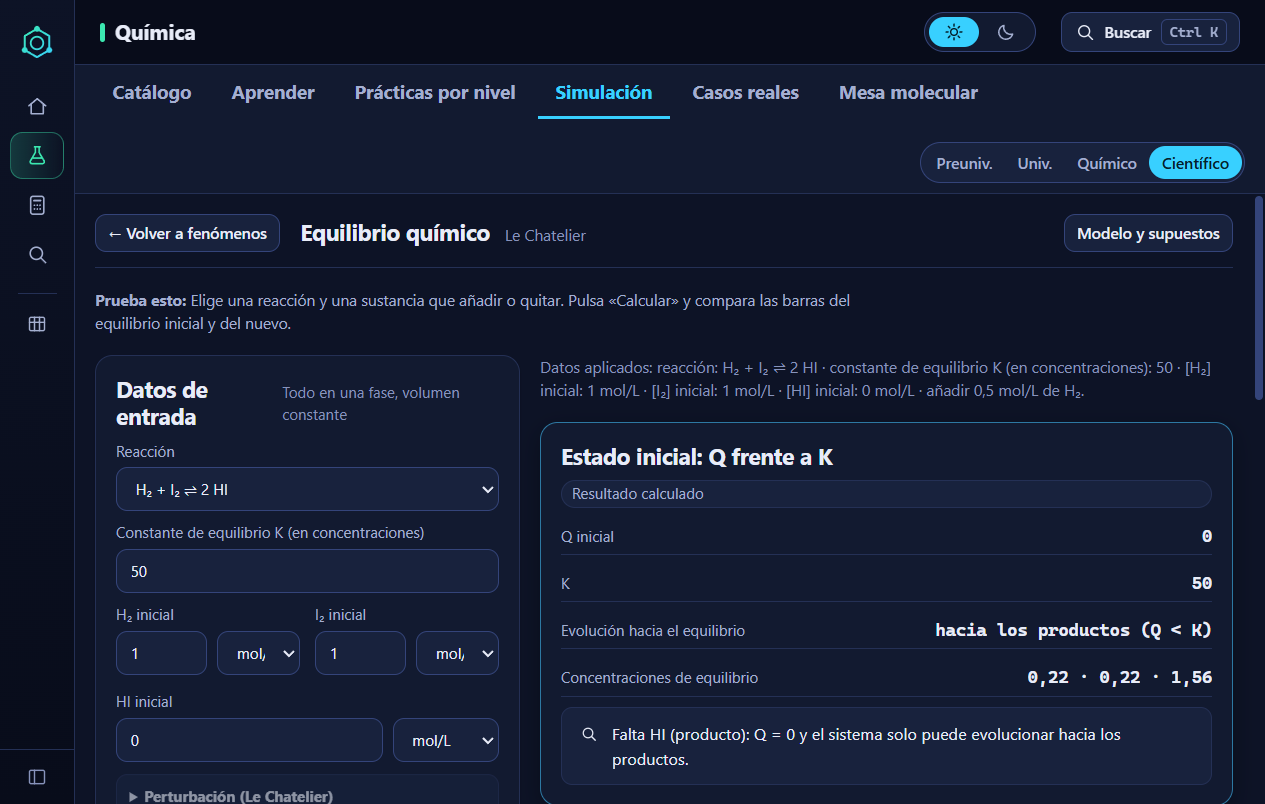 Química
Buscar Ctrl K
Catálogo Aprender Prácticas por nivel Simulación Casos reales Mesa molecular
Preuniv. Univ. Químico Científico
← Volver a fenómenos Equilibrio químico Le Chatelier Modelo y supuestos
Prueba esto: Elige una reacción y una sustancia que añadir o quitar. Pulsa «Calcular» y compara las barras del
equilibrio inicial y del nuevo.
Datos de
entrada
Todo en una fase, volumen
constante
Reacción
H₂ + I₂ ⇌ 2 HI
Constante de equilibrio K (en concentraciones)
50
H₂ inicial I₂ inicial
1 mol/ 1 mol/
HI inicial
0 mol/L
▶ Perturbación (Le Chatelier)
Datos aplicados: reacción: H₂ + I₂ ⇌ 2 HI · constante de equilibrio K (en concentraciones): 50 · [H₂]
inicial: 1 mol/L · [I₂] inicial: 1 mol/L · [HI] inicial: 0 mol/L · añadir 0,5 mol/L de H₂.
Estado inicial: Q frente a K
Resultado calculado
Q inicial 0
K 50
Evolución hacia el equilibrio hacia los productos (Q < K)
Concentraciones de equilibrio 0,22 · 0,22 · 1,56
Falta HI (producto): Q = 0 y el sistema solo puede evolucionar hacia los
productos.